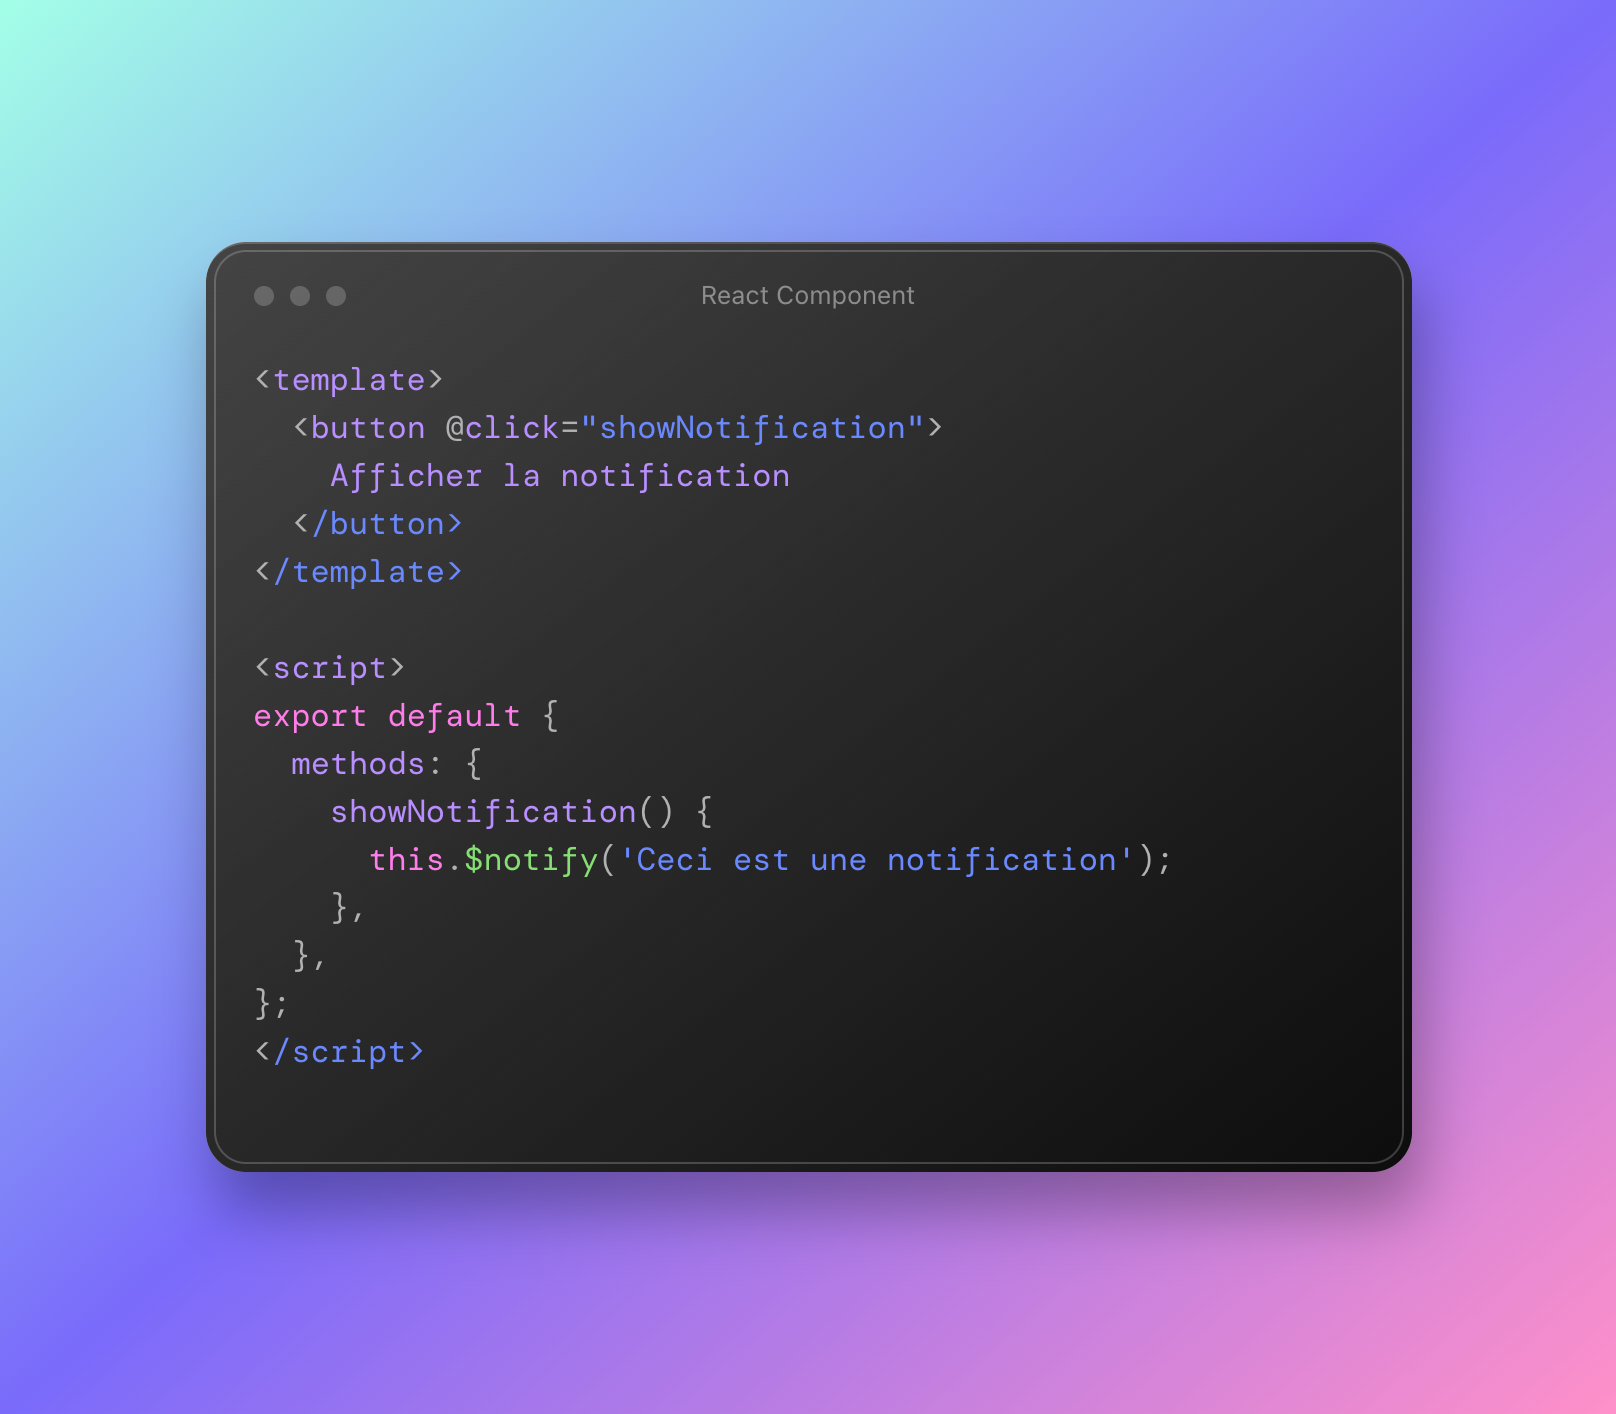 React Component
<template>
  <button @click="showNotification">
    Afficher la notification
  </button>
</template>

<script>
export default {
  methods: {
    showNotification() {
      this.$notify('Ceci est une notification');
    },
  },
};
</script>